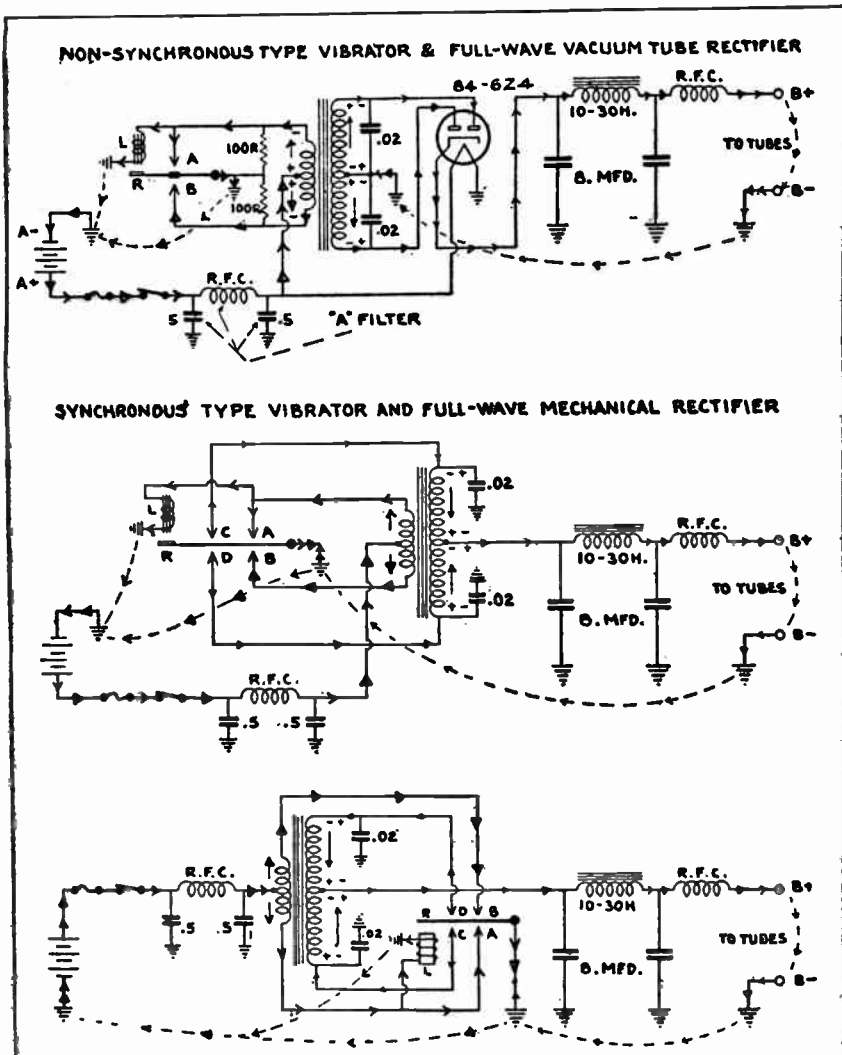 NON-SYNCHRONOUS TYPE VIBRATOR & FULL-WAVE VACUUM TUBE RECTIFIER
84-6Z4
R.F.C.
B+
10-30H.
L
A
100R
.02
R
B
100R
.02
8. MFD.
TO TUBES
B-
A-
A+
R.F.C.
.5
.5
"A" FILTER
SYNCHRONOUS TYPE VIBRATOR AND FULL-WAVE MECHANICAL RECTIFIER
L
C
A
.02
R.F.C.
B+
R
D
B
10-30H.
.02
8. MFD.
TO TUBES
B-
R.F.C.
.5
.5
.02
R.F.C.
R.F.C.
B+
R
D
B
10-30H
.5
.5
.02
C
A
TO TUBES
L
8. MFD.
B-